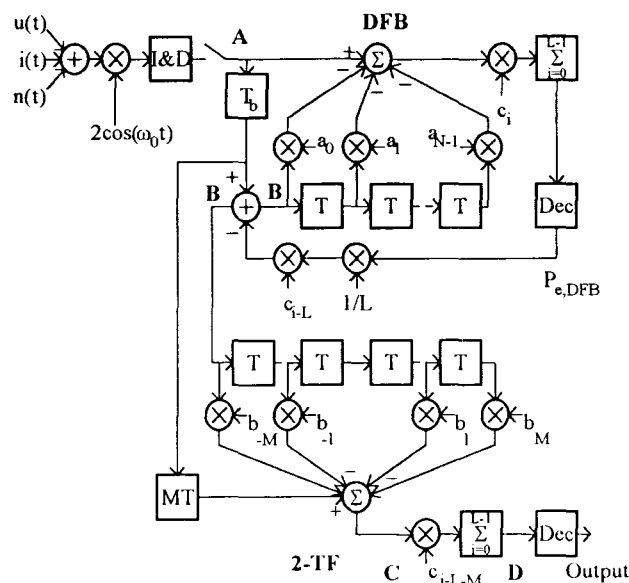 u(t)
A
DFB
i(t)
+
I&D
+
−
Σ
−
−
L-1
Σ
i=0
n(t)
c_i
T_b
2cos(ω_0 t)
a_0
a_1
a_N-1
+
B
+
B
T
T
T
Dec
−
c_i-L
1/L
P_e,DFB
T
T
T
T
b_-M
b_-1
b_1
b_M
MT
−
−
+
Σ
2-TF
L-1
Σ
i=0
Dec
C
c_i-L-M
D
Output